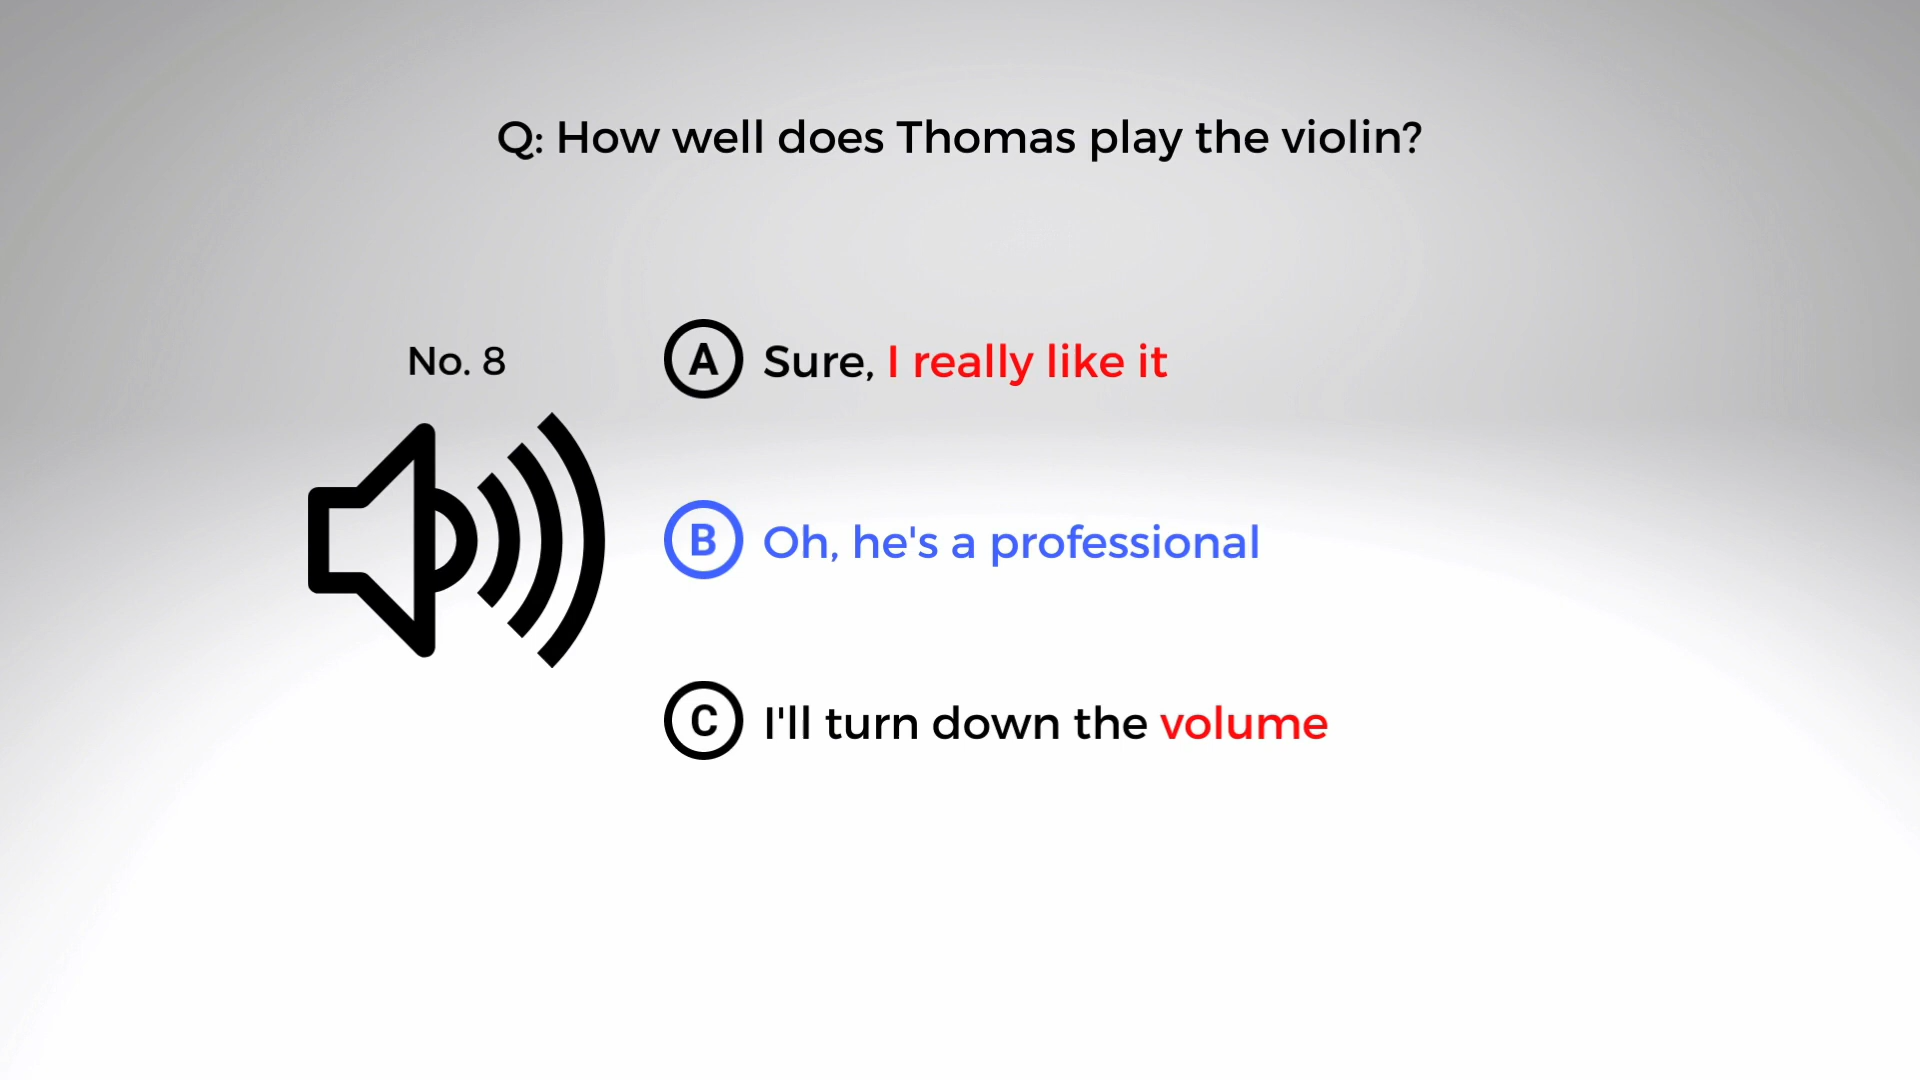 Q: How well does Thomas play the violin?
No. 8
A Sure, I really like it
B Oh, he's a professional
C I'll turn down the volume